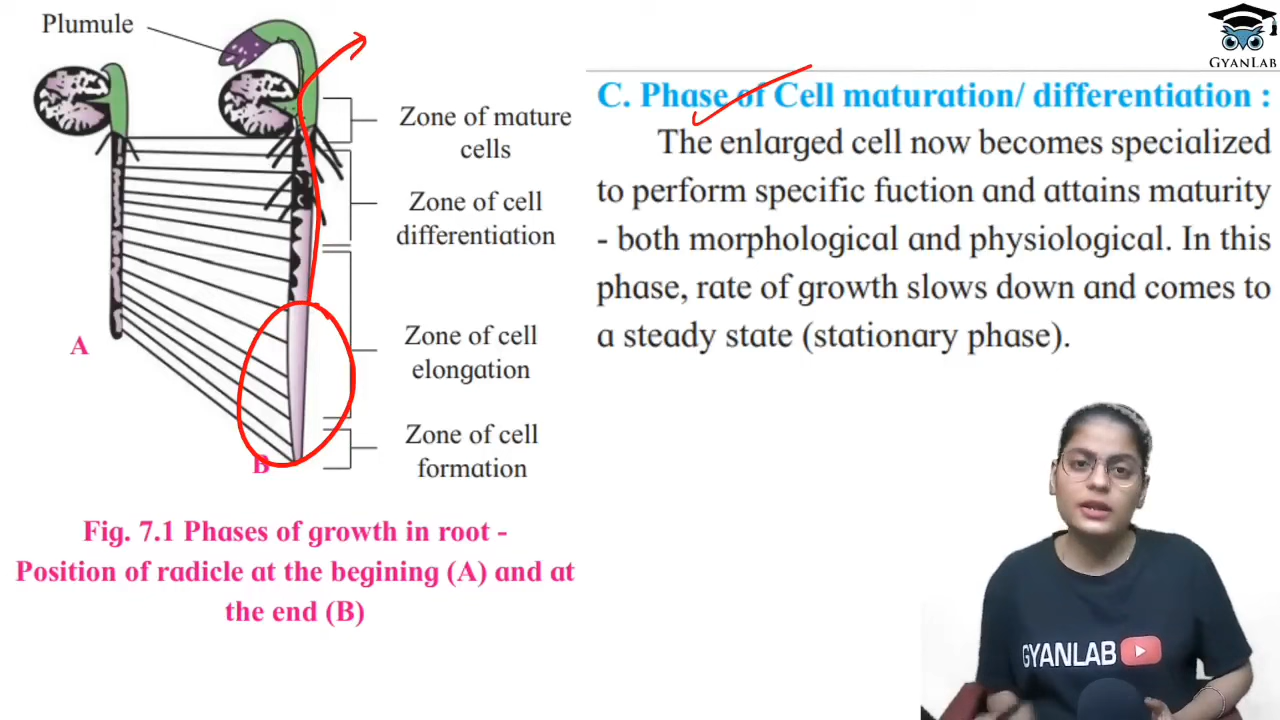 Plumule
Zone of mature
cells
Zone of cell
differentiation
Zone of cell
elongation
Zone of cell
formation
A
B
Fig. 7.1 Phases of growth in root -
Position of radicle at the begining (A) and at
the end (B)
GYANLAB
C. Phase of Cell maturation/ differentiation :
The enlarged cell now becomes specialized
to perform specific fuction and attains maturity
- both morphological and physiological. In this
phase, rate of growth slows down and comes to
a steady state (stationary phase).
GYANLAB